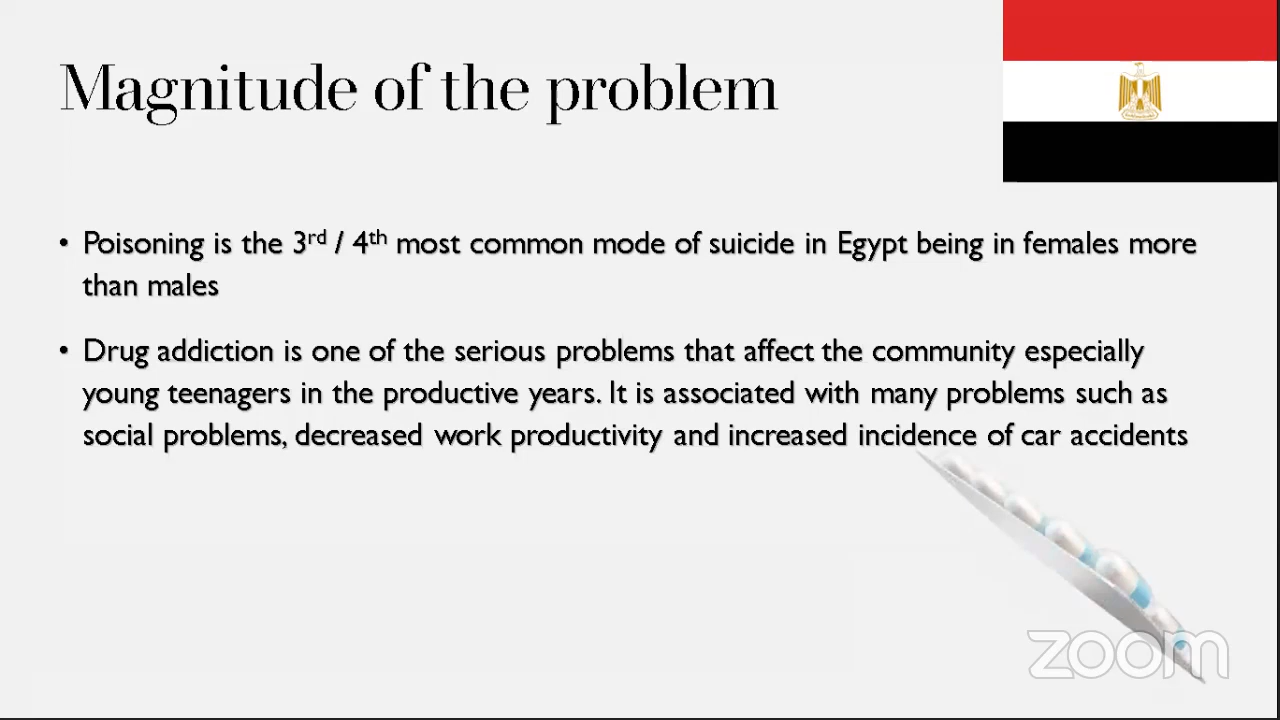 Magnitude of the problem
• Poisoning is the 3rd / 4th most common mode of suicide in Egypt being in females more
than males
• Drug addiction is one of the serious problems that affect the community especially
young teenagers in the productive years. It is associated with many problems such as
social problems, decreased work productivity and increased incidence of car accidents
zoom